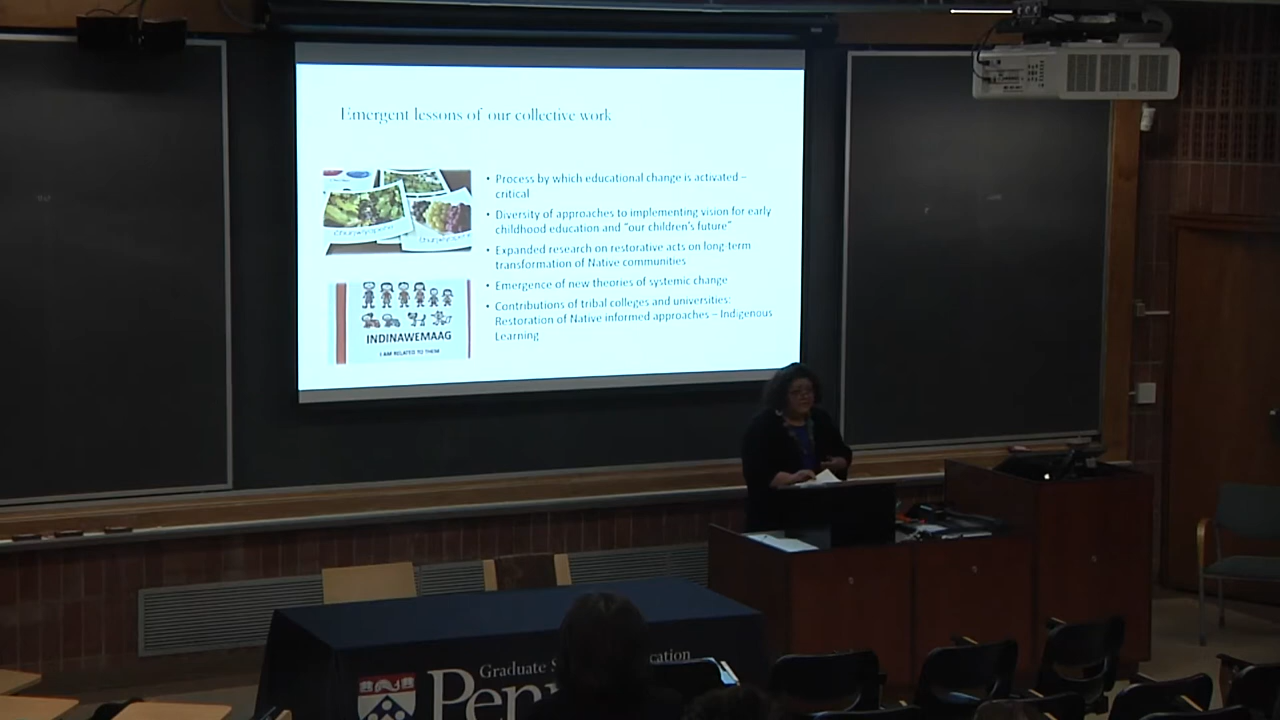 Emergent lessons of our collective work
• Process by which educational change is activated –
critical
• Diversity of approaches to implementing vision for early
childhood education and "our children's future"
• Expanded research on restorative acts on long-term
transformation of Native communities
• Emergence of new theories of systemic change
• Contributions of tribal colleges and universities:
Restoration of Native informed approaches – Indigenous
Learning
INDINAWEMAAG
I AM RELATED TO THEM
Graduate S cation
Pen